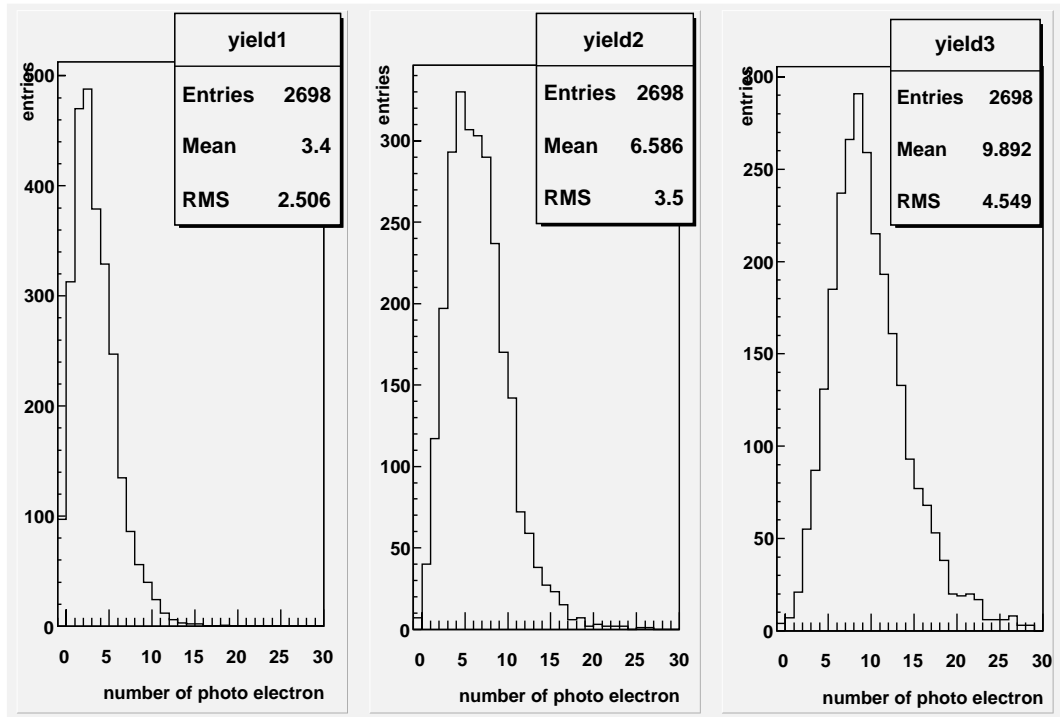 yield1
Entries 2698
Mean 3.4
RMS 2.506
entries
600
400
300
200
100
0
0 5 10 15 20 25 30
number of photo electron
yield2
Entries 2698
Mean 6.586
RMS 3.5
entries
300
250
200
150
100
50
0
0 5 10 15 20 25 30
number of photo electron
yield3
Entries 2698
Mean 9.892
RMS 4.549
entries
300
250
200
150
100
50
0
0 5 10 15 20 25 30
number of photo electron